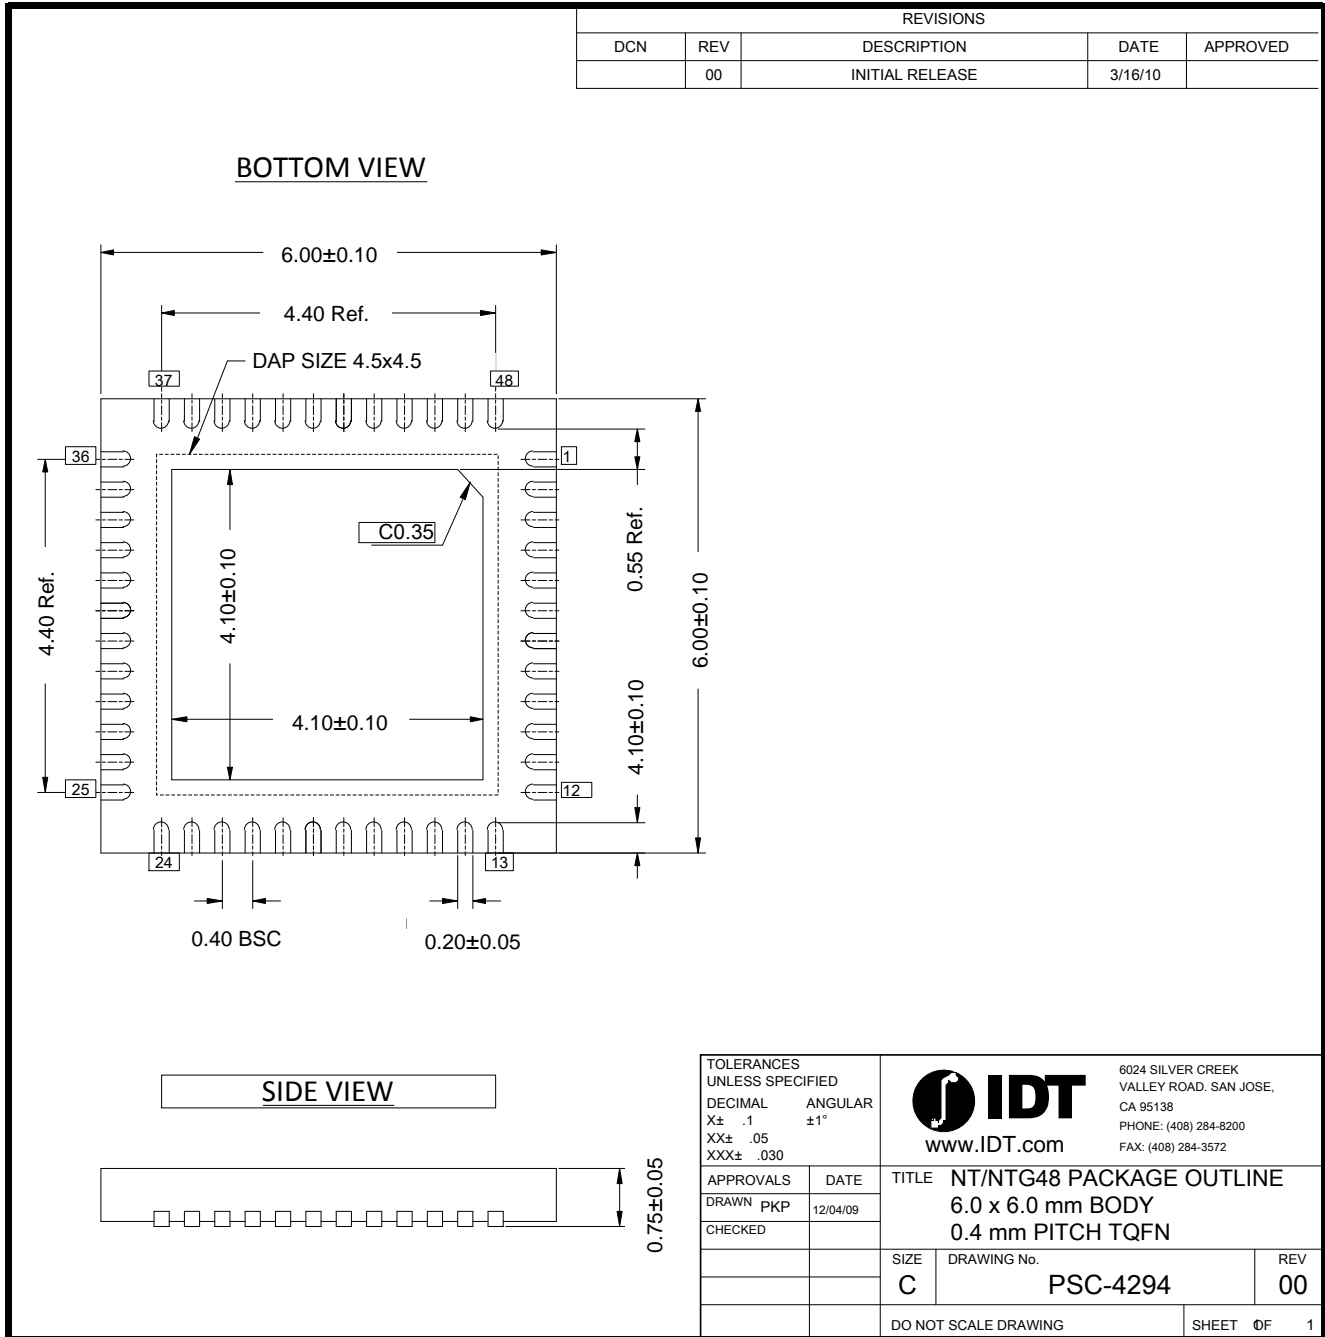 REVISIONS
DCN REV DESCRIPTION DATE APPROVED
00 INITIAL RELEASE 3/16/10
BOTTOM VIEW
6.00±0.10
4.40 Ref.
DAP SIZE 4.5x4.5
37 48
36 1
C0.35
0.55 Ref.
4.40 Ref.
4.10±0.10
6.00±0.10
4.10±0.10
4.10±0.10
25 12
24 13
0.40 BSC 0.20±0.05
SIDE VIEW
0.75±0.05
TOLERANCES
UNLESS SPECIFIED
DECIMAL ANGULAR
X± .1 ±1°
XX± .05
XXX± .030
IDT
www.IDT.com
6024 SILVER CREEK
VALLEY ROAD. SAN JOSE,
CA 95138
PHONE: (408) 284-8200
FAX: (408) 284-3572
APPROVALS DATE
DRAWN PKP 12/04/09
CHECKED
TITLE NT/NTG48 PACKAGE OUTLINE
6.0 x 6.0 mm BODY
0.4 mm PITCH TQFN
SIZE DRAWING No. REV
C PSC-4294 00
DO NOT SCALE DRAWING SHEET 1 OF 1